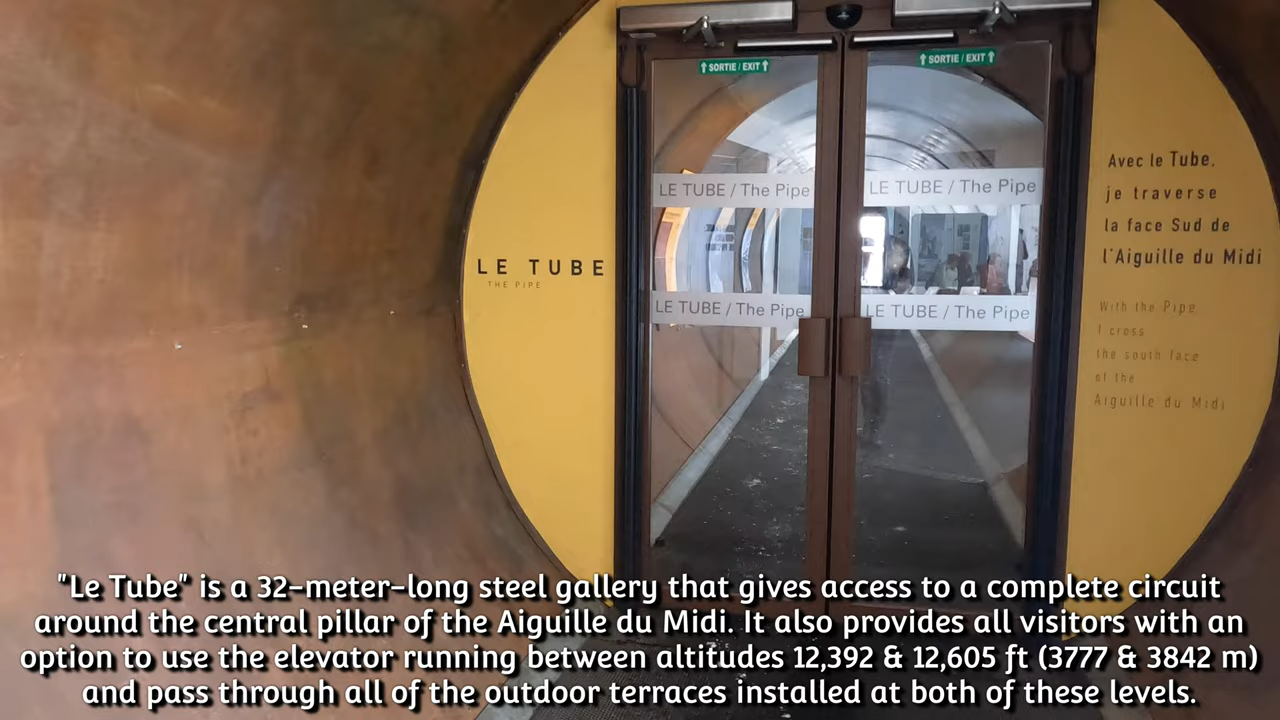 ↑ SORTIE / EXIT ↑
↑ SORTIE / EXIT ↑
LE TUBE / The Pipe
LE TUBE / The Pipe
LE TUBE / The Pipe
LE TUBE / The Pipe
LE TUBE
THE PIPE
Avec le Tube,
je traverse
la face Sud de
l'Aiguille du Midi
With the Pipe
I cross
the south face
of the
Aiguille du Midi
"Le Tube" is a 32-meter-long steel gallery that gives access to a complete circuit
around the central pillar of the Aiguille du Midi. It also provides all visitors with an
option to use the elevator running between altitudes 12,392 & 12,605 ft (3777 & 3842 m)
and pass through all of the outdoor terraces installed at both of these levels.